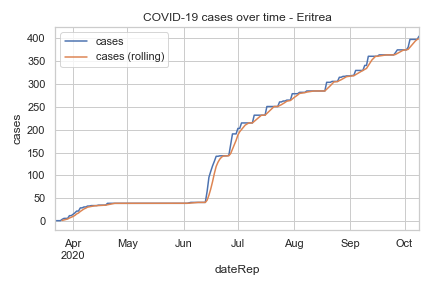 COVID-19 cases over time - Eritrea
cases
cases (rolling)
400
350
300
250
200
150
100
50
0
cases
Apr May Jun Jul Aug Sep Oct
2020
dateRep